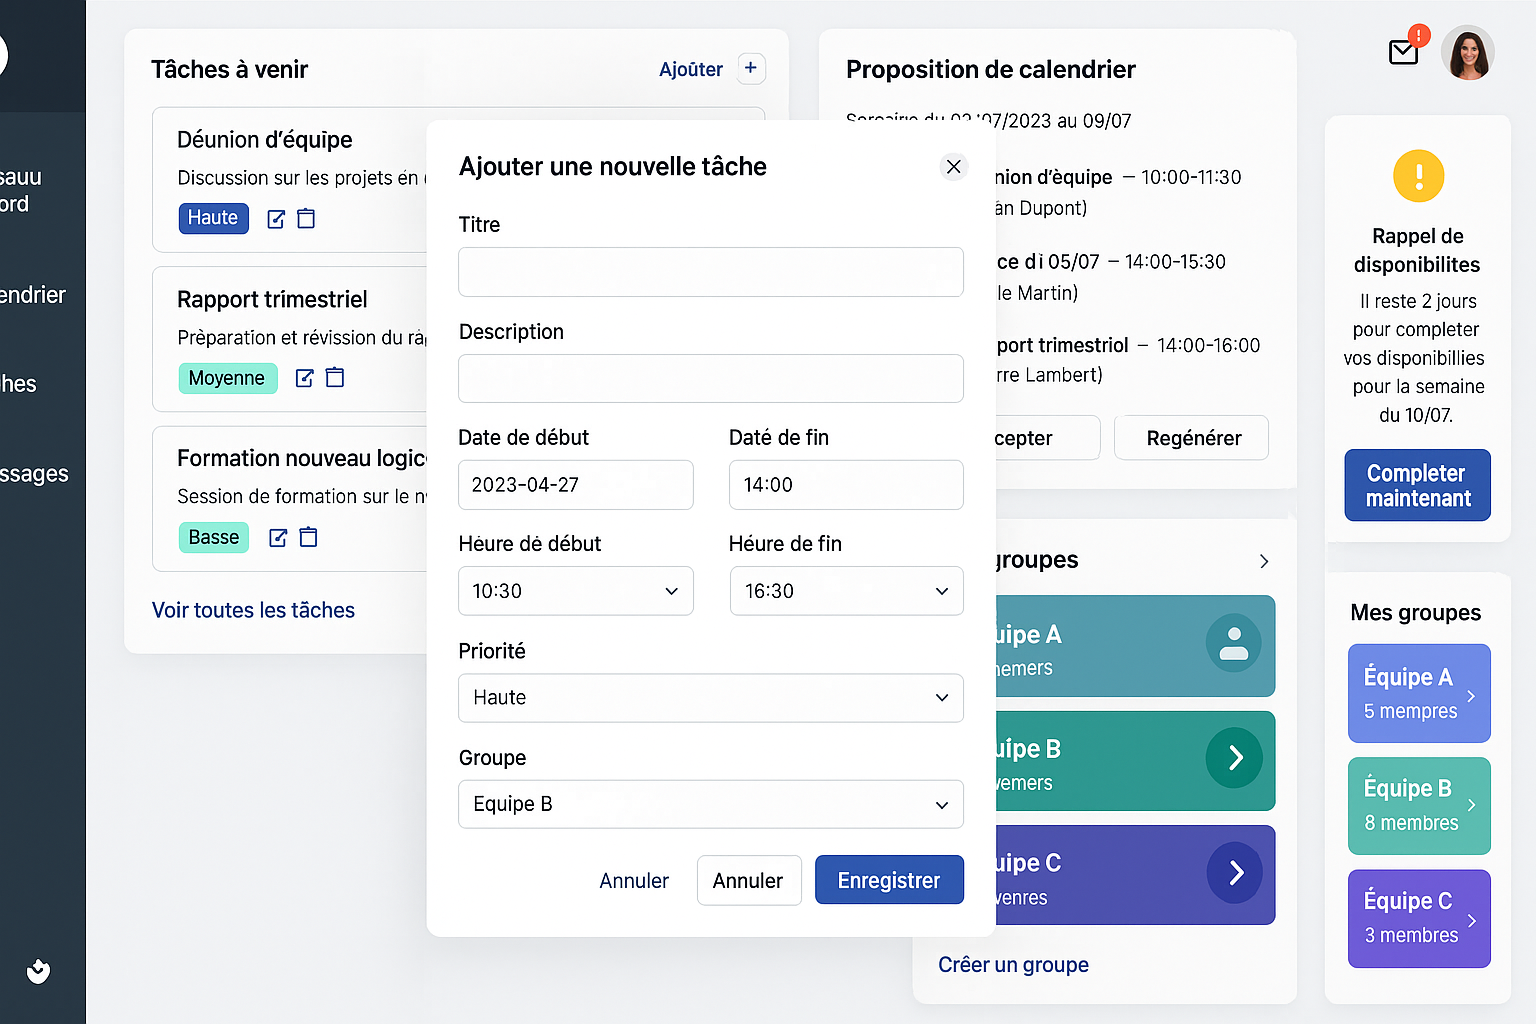 sauu
ord
endrier
hes
ssages
Tâches à venir
Ajoûter
Déunion d'équipe
Discussion sur les projets én
Haute
Rapport trimestriel
Prèparation et révission du
Moyenne
Formation nouveau logic
Session de formation sur le
Basse
Voir toutes les tâches
Ajouter une nouvelle tâche
Titre
Description
Date de début
Daté de fin
2023-04-27
14:00
Héure dé début
Héure de fin
10:30
16:30
Priorité
Haute
Groupe
Equipe B
Annuler
Annuler
Enregistrer
Proposition de calendrier
07/2023 au 09/07
nion d'èquipe – 10:00-11:30
án Dupont)
ce di 05/07 – 14:00-15:30
le Martin)
port trimestriol – 14:00-16:00
rre Lambert)
cepter
Regénérer
groupes
uipe A
nemers
uipe B
vemers
uipe C
venres
Créer un groupe
!
!
Rappel de
disponibilites
Il reste 2 jours
pour completer
vos disponibillies
pour la semaine
du 10/07.
Completer
maintenant
Mes groupes
Équipe A
5 mempres
Équipe B
8 membres
Équipe C
3 membres